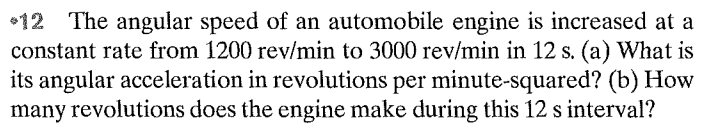 •12 The angular speed of an automobile engine is increased at a
constant rate from 1200 rev/min to 3000 rev/min in 12 s. (a) What is
its angular acceleration in revolutions per minute-squared? (b) How
many revolutions does the engine make during this 12 s interval?